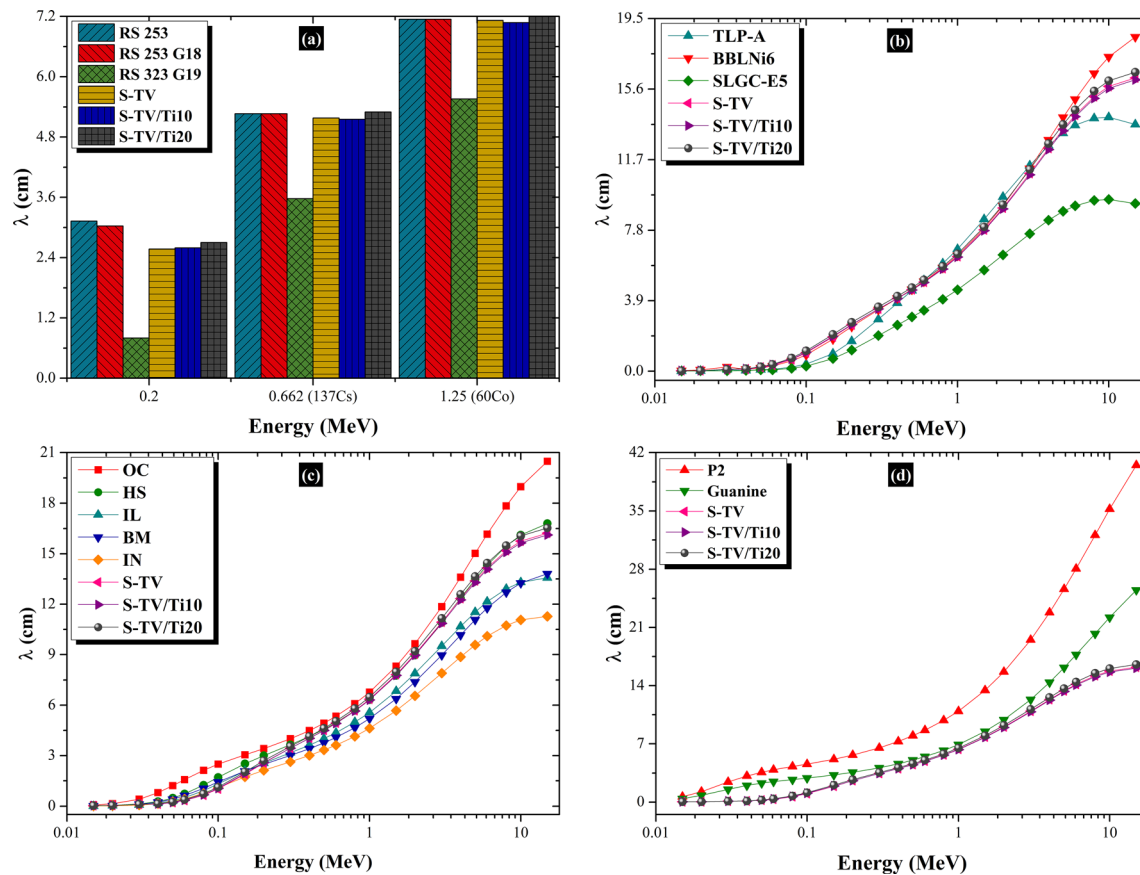 (a)
RS 253
RS 253 G18
RS 323 G19
S-TV
S-TV/Ti10
S-TV/Ti20
7.2
6.0
4.8
3.6
2.4
1.2
0.0
λ (cm)
0.2
0.662 (137Cs)
1.25 (60Co)
Energy (MeV)
(b)
TLP-A
BBLNi6
SLGC-E5
S-TV
S-TV/Ti10
S-TV/Ti20
19.5
15.6
11.7
7.8
3.9
0.0
λ (cm)
0.01
0.1
1
10
Energy (MeV)
(c)
OC
HS
IL
BM
IN
S-TV
S-TV/Ti10
S-TV/Ti20
21
18
15
12
9
6
3
0
λ (cm)
0.01
0.1
1
10
Energy (MeV)
(d)
P2
Guanine
S-TV
S-TV/Ti10
S-TV/Ti20
42
35
28
21
14
7
0
λ (cm)
0.01
0.1
1
10
Energy (MeV)